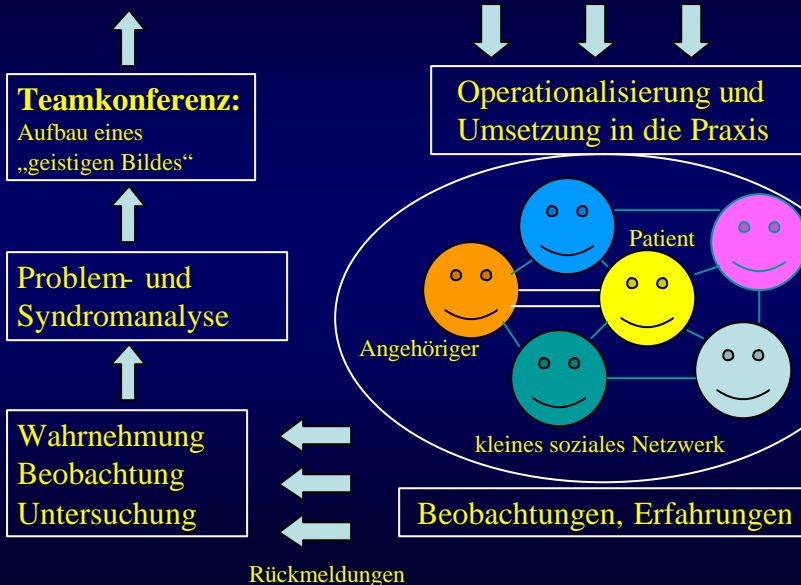 Teamkonferenz:
Aufbau eines
„geistigen Bildes“
Problem- und
Syndromanalyse
Wahrnehmung
Beobachtung
Untersuchung
Operationalisierung und
Umsetzung in die Praxis
Patient
Angehöriger
kleines soziales Netzwerk
Beobachtungen, Erfahrungen
Rückmeldungen